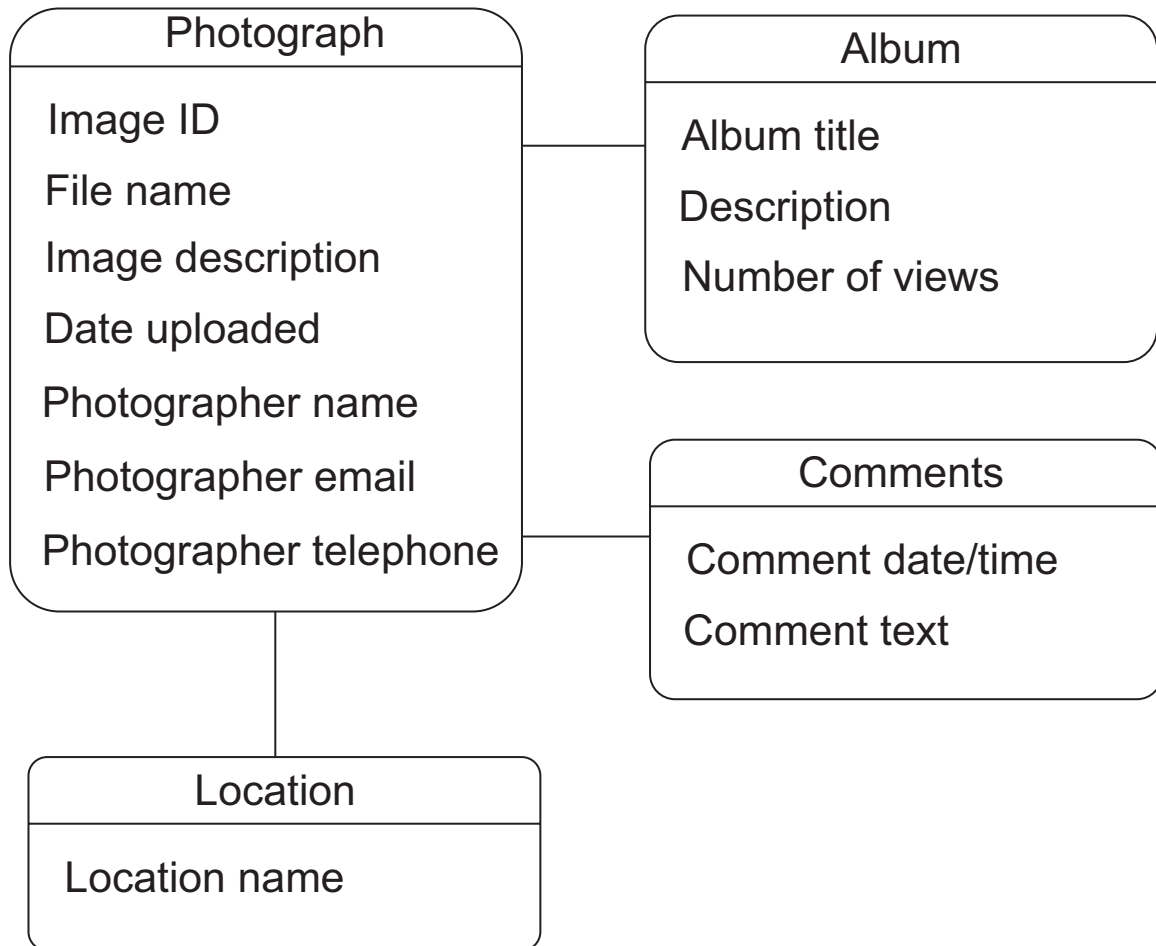 Photograph
Image ID
File name
Image description
Date uploaded
Photographer name
Photographer email
Photographer telephone
Album
Album title
Description
Number of views
Comments
Comment date/time
Comment text
Location
Location name